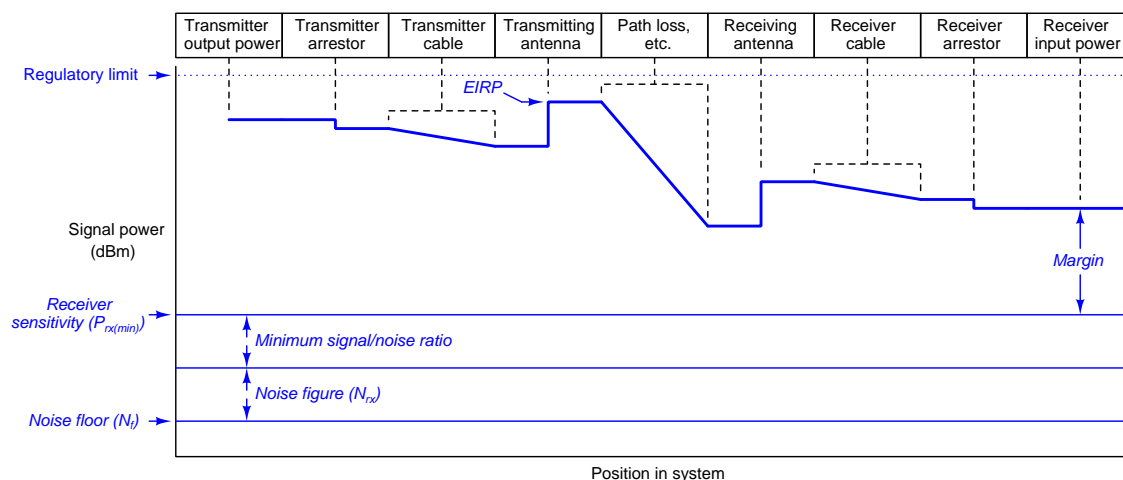 Transmitter
output power
Transmitter
arrestor
Transmitter
cable
Transmitting
antenna
Path loss,
etc.
Receiving
antenna
Receiver
cable
Receiver
arrestor
Receiver
input power
Regulatory limit
EIRP
Signal power
(dBm)
Margin
Receiver
sensitivity (Prx(min))
Minimum signal/noise ratio
Noise figure (Nrx)
Noise floor (Nf)
Position in system